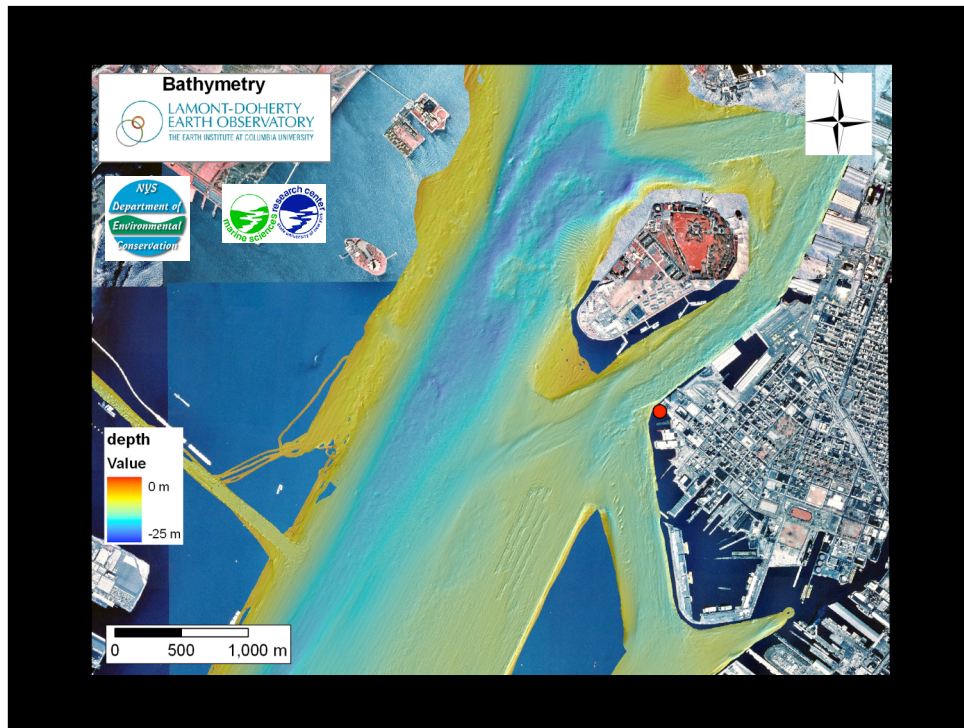 Bathymetry
LAMONT-DOHERTY
EARTH OBSERVATORY
THE EARTH INSTITUTE AT COLUMBIA UNIVERSITY
N
NYS
Department of
Environmental
Conservation
marine sciences
research center
depth
Value
0 m
-25 m
0 500 1,000 m